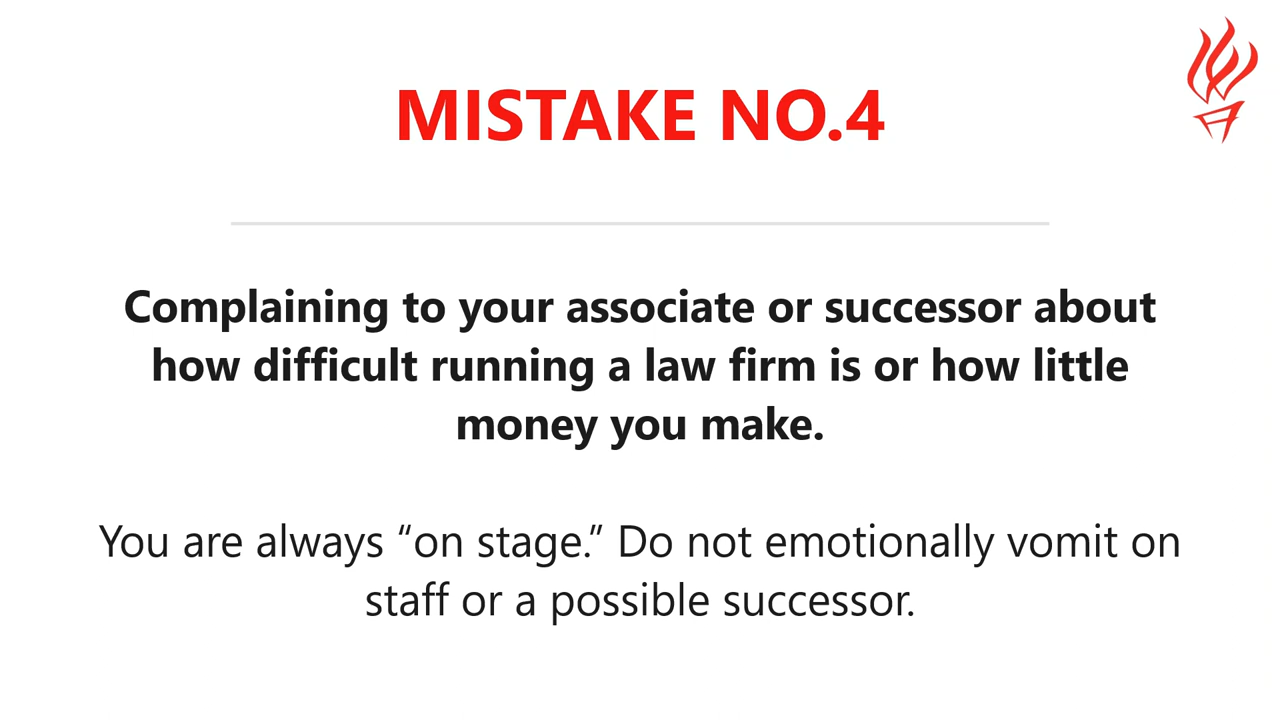 MISTAKE NO.4
Complaining to your associate or successor about
how difficult running a law firm is or how little
money you make.
You are always “on stage.” Do not emotionally vomit on
staff or a possible successor.